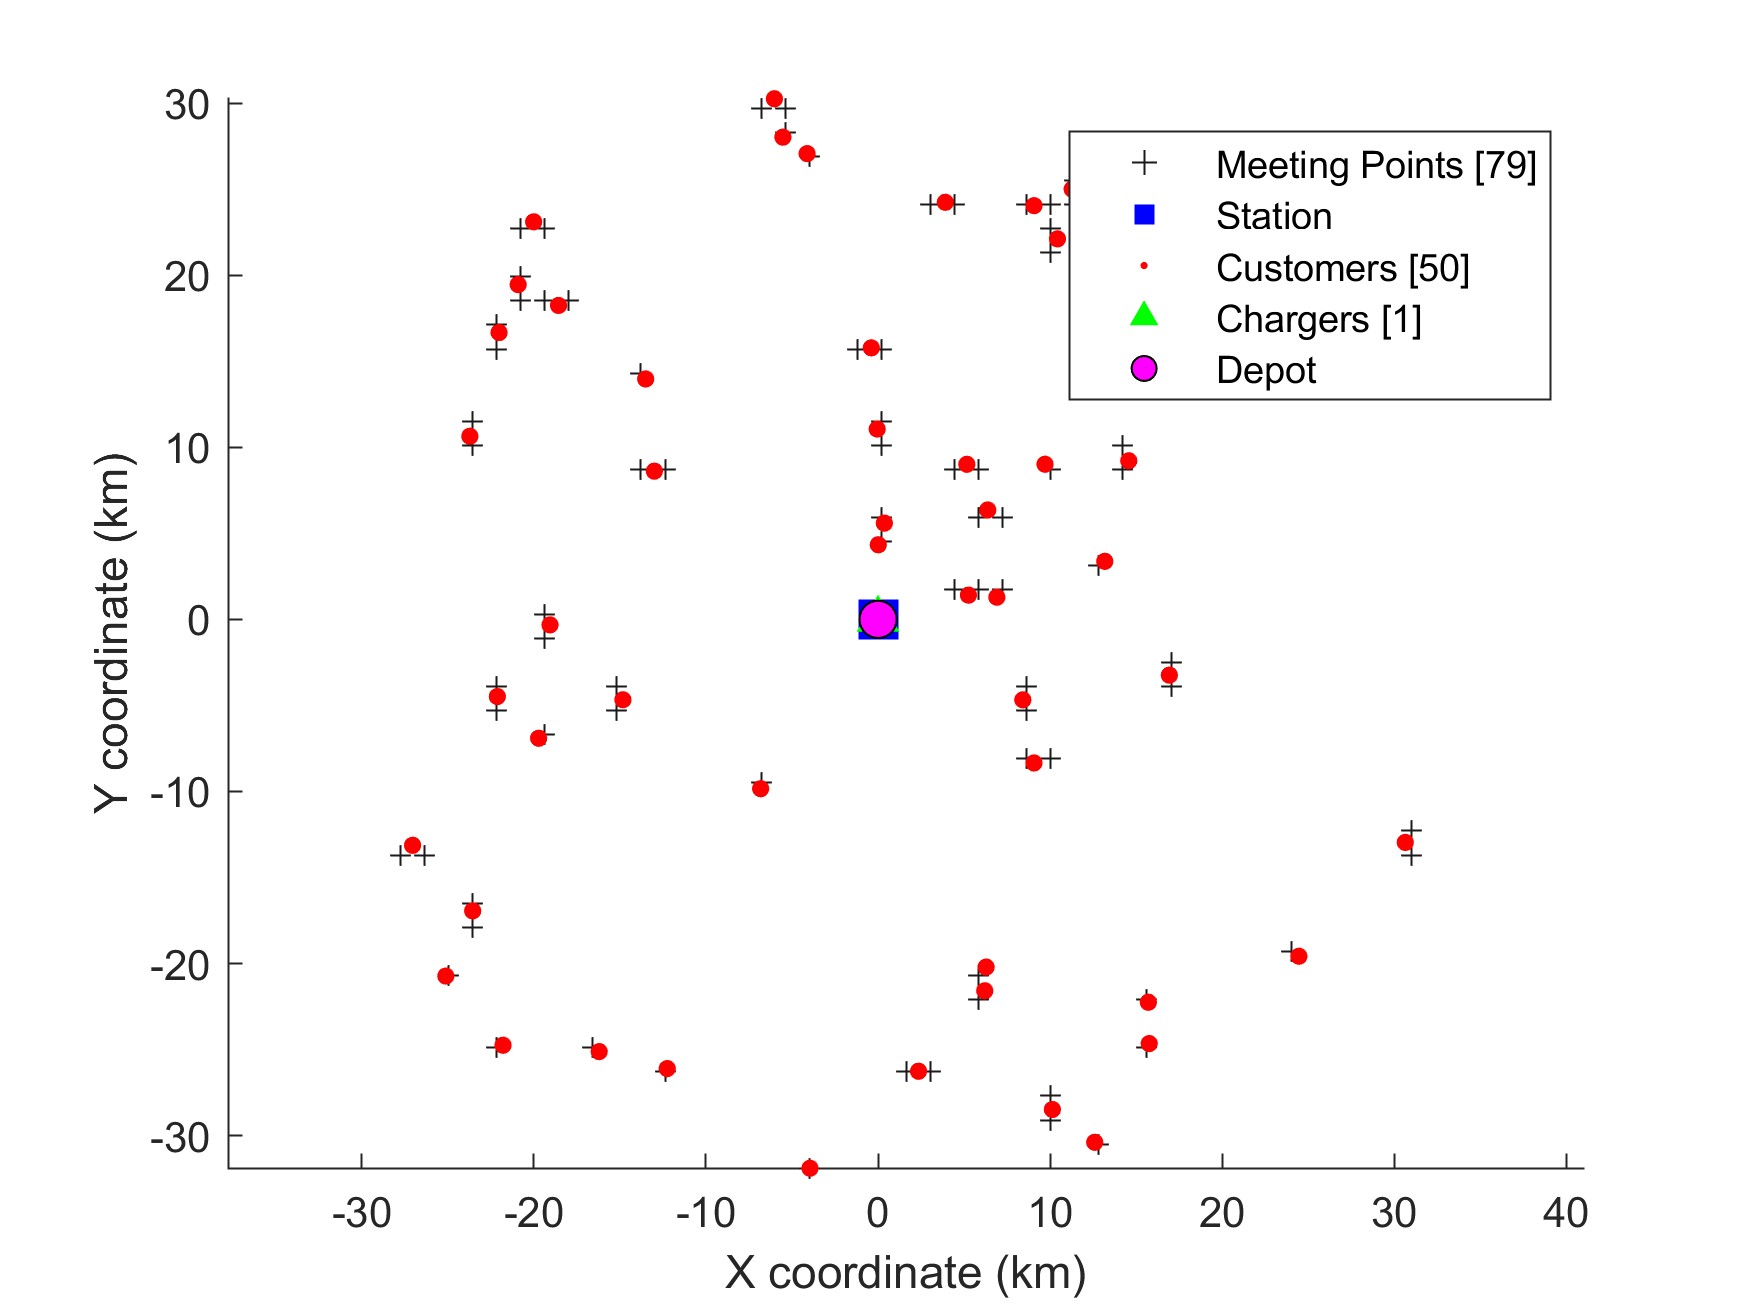 30
20
10
0
-10
-20
-30
Y coordinate (km)
Meeting Points [79]
Station
Customers [50]
Chargers [1]
Depot
-30 -20 -10 0 10 20 30 40
X coordinate (km)